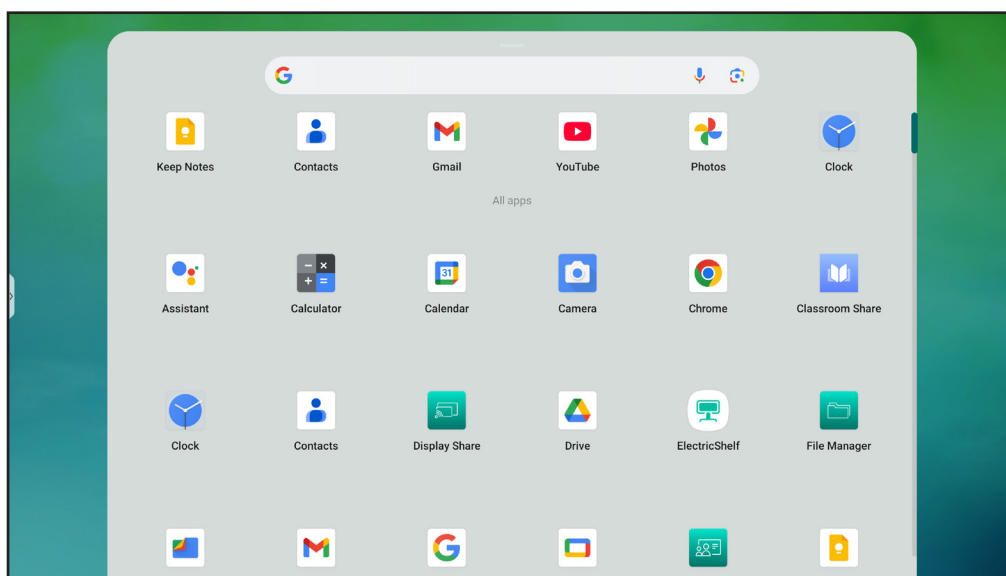 Keep Notes Contacts Gmail YouTube Photos Clock
All apps
31
Assistant Calculator Calendar Camera Chrome Classroom Share
Clock Contacts Display Share Drive ElectricShelf File Manager